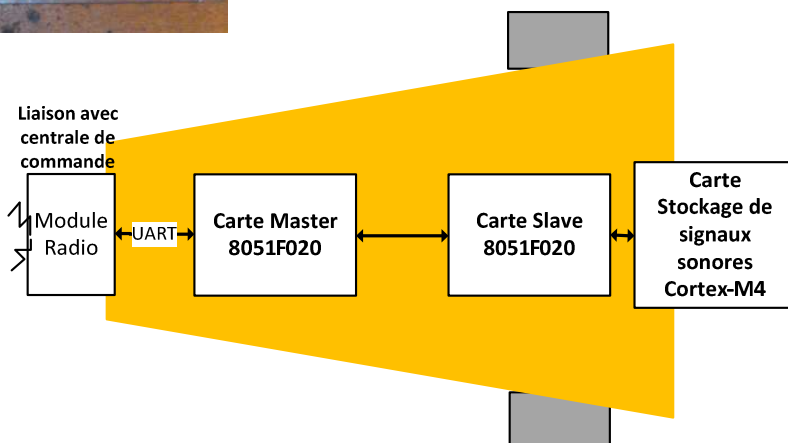 Liaison avec
centrale de
commande
Module
Radio
UART
Carte Master
8051F020
Carte Slave
8051F020
Carte
Stockage de
signaux
sonores
Cortex-M4